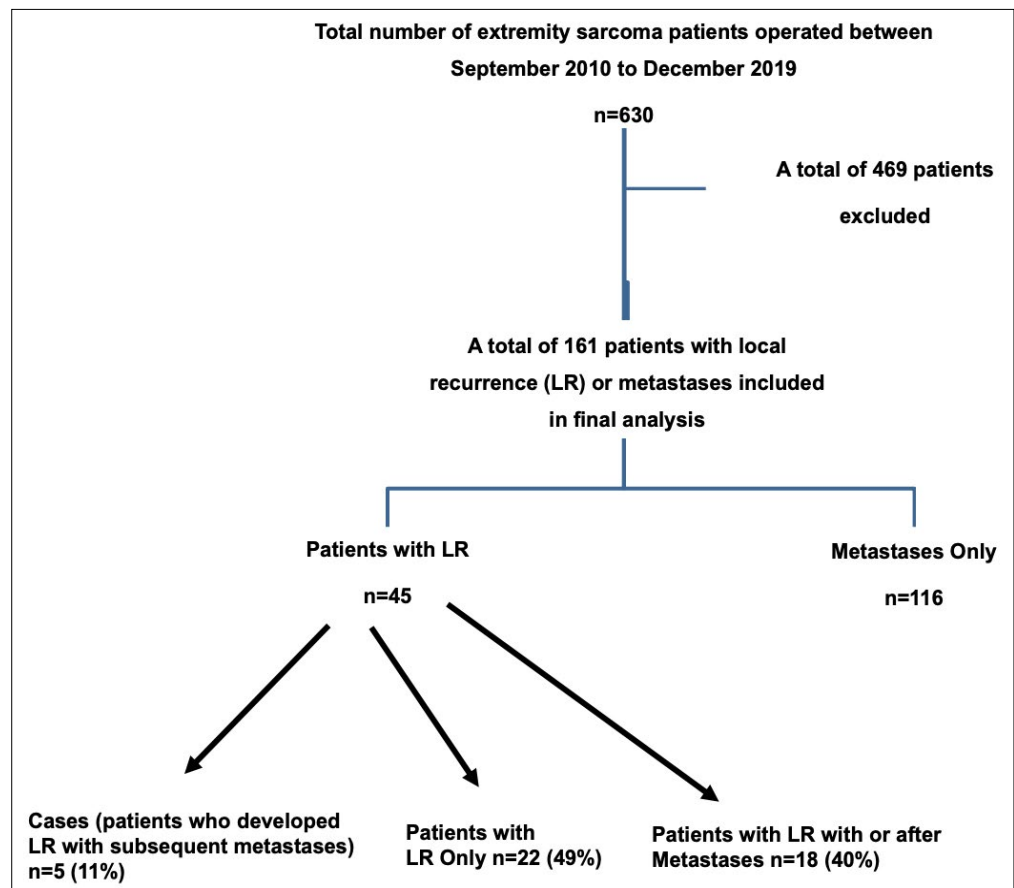 Total number of extremity sarcoma patients operated between
September 2010 to December 2019
n=630
A total of 469 patients
excluded
A total of 161 patients with local
recurrence (LR) or metastases included
in final analysis
Patients with LR
n=45
Metastases Only
n=116
Cases (patients who developed
LR with subsequent metastases)
n=5 (11%)
Patients with
LR Only n=22 (49%)
Patients with LR with or after
Metastases n=18 (40%)